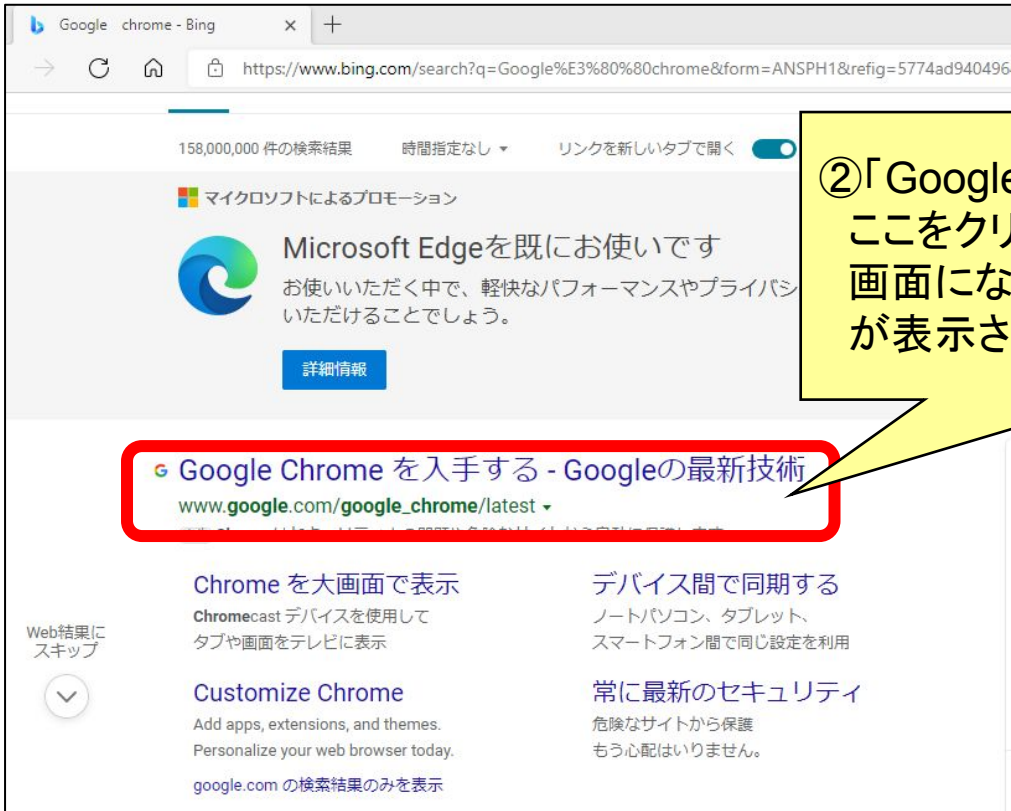 Google chrome - Bing
https://www.bing.com/search?q=Google%E3%80%80chrome&form=ANSPH1&refig=5774ad940496
158,000,000 件の検索結果 時間指定なし リンクを新しいタブで開く
マイクロソフトによるプロモーション
Microsoft Edgeを既にお使いです
お使いいただく中で、軽快なパフォーマンスやプライバシ
いただけることでしょう。
詳細情報
②「Google
ここをクリ
画面にな
が表示さ
Google Chrome を入手する - Googleの最新技術
www.google.com/google_chrome/latest
Chrome を大画面で表示
Chromecast デバイスを使用して
タブや画面をテレビに表示
デバイス間で同期する
ノートパソコン、タブレット、
スマートフォン間で同じ設定を利用
Web結果に
スキップ
Customize Chrome
Add apps, extensions, and themes.
Personalize your web browser today.
常に最新のセキュリティ
危険なサイトから保護
もう心配はいりません。
google.com の検索結果のみを表示